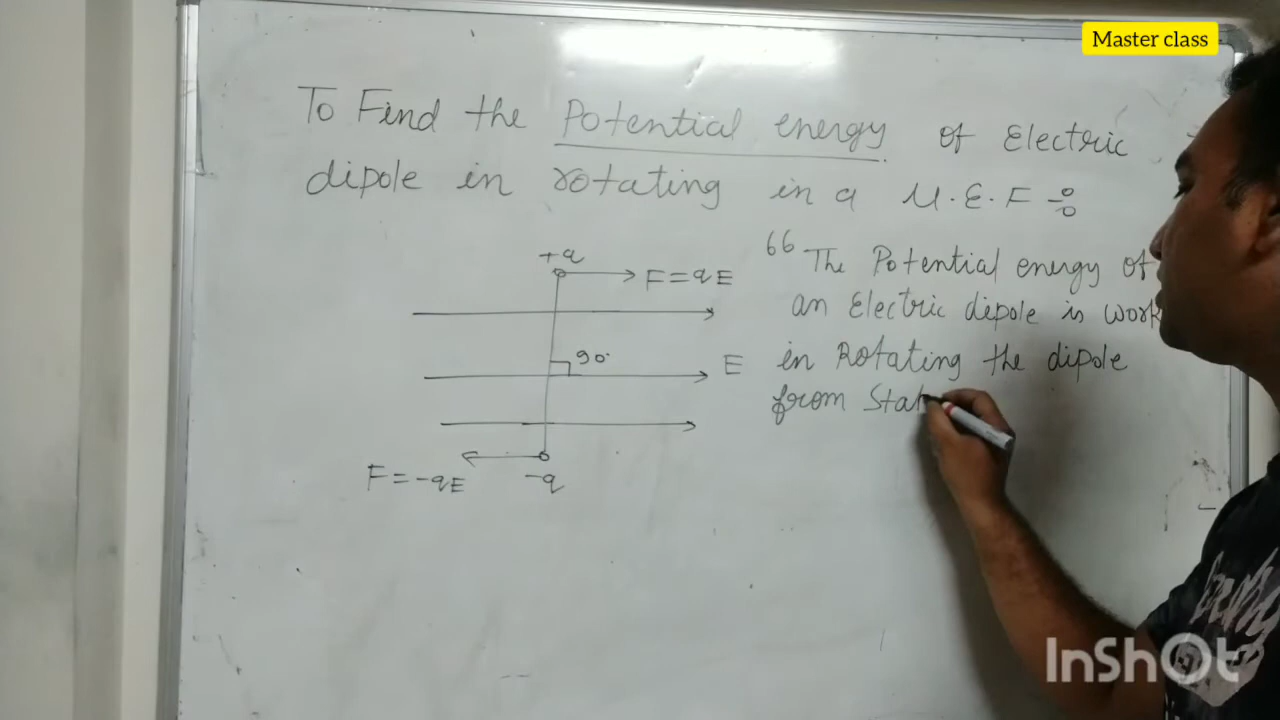 Master class
To Find the Potential energy of Electric
dipole in rotating in a U.E.F ÷
+q
F=qE
90°
E
F=-qE
-q
66 The Potential energy of
an Electric dipole is work
in Rotating the dipole
from Stat
InShOt